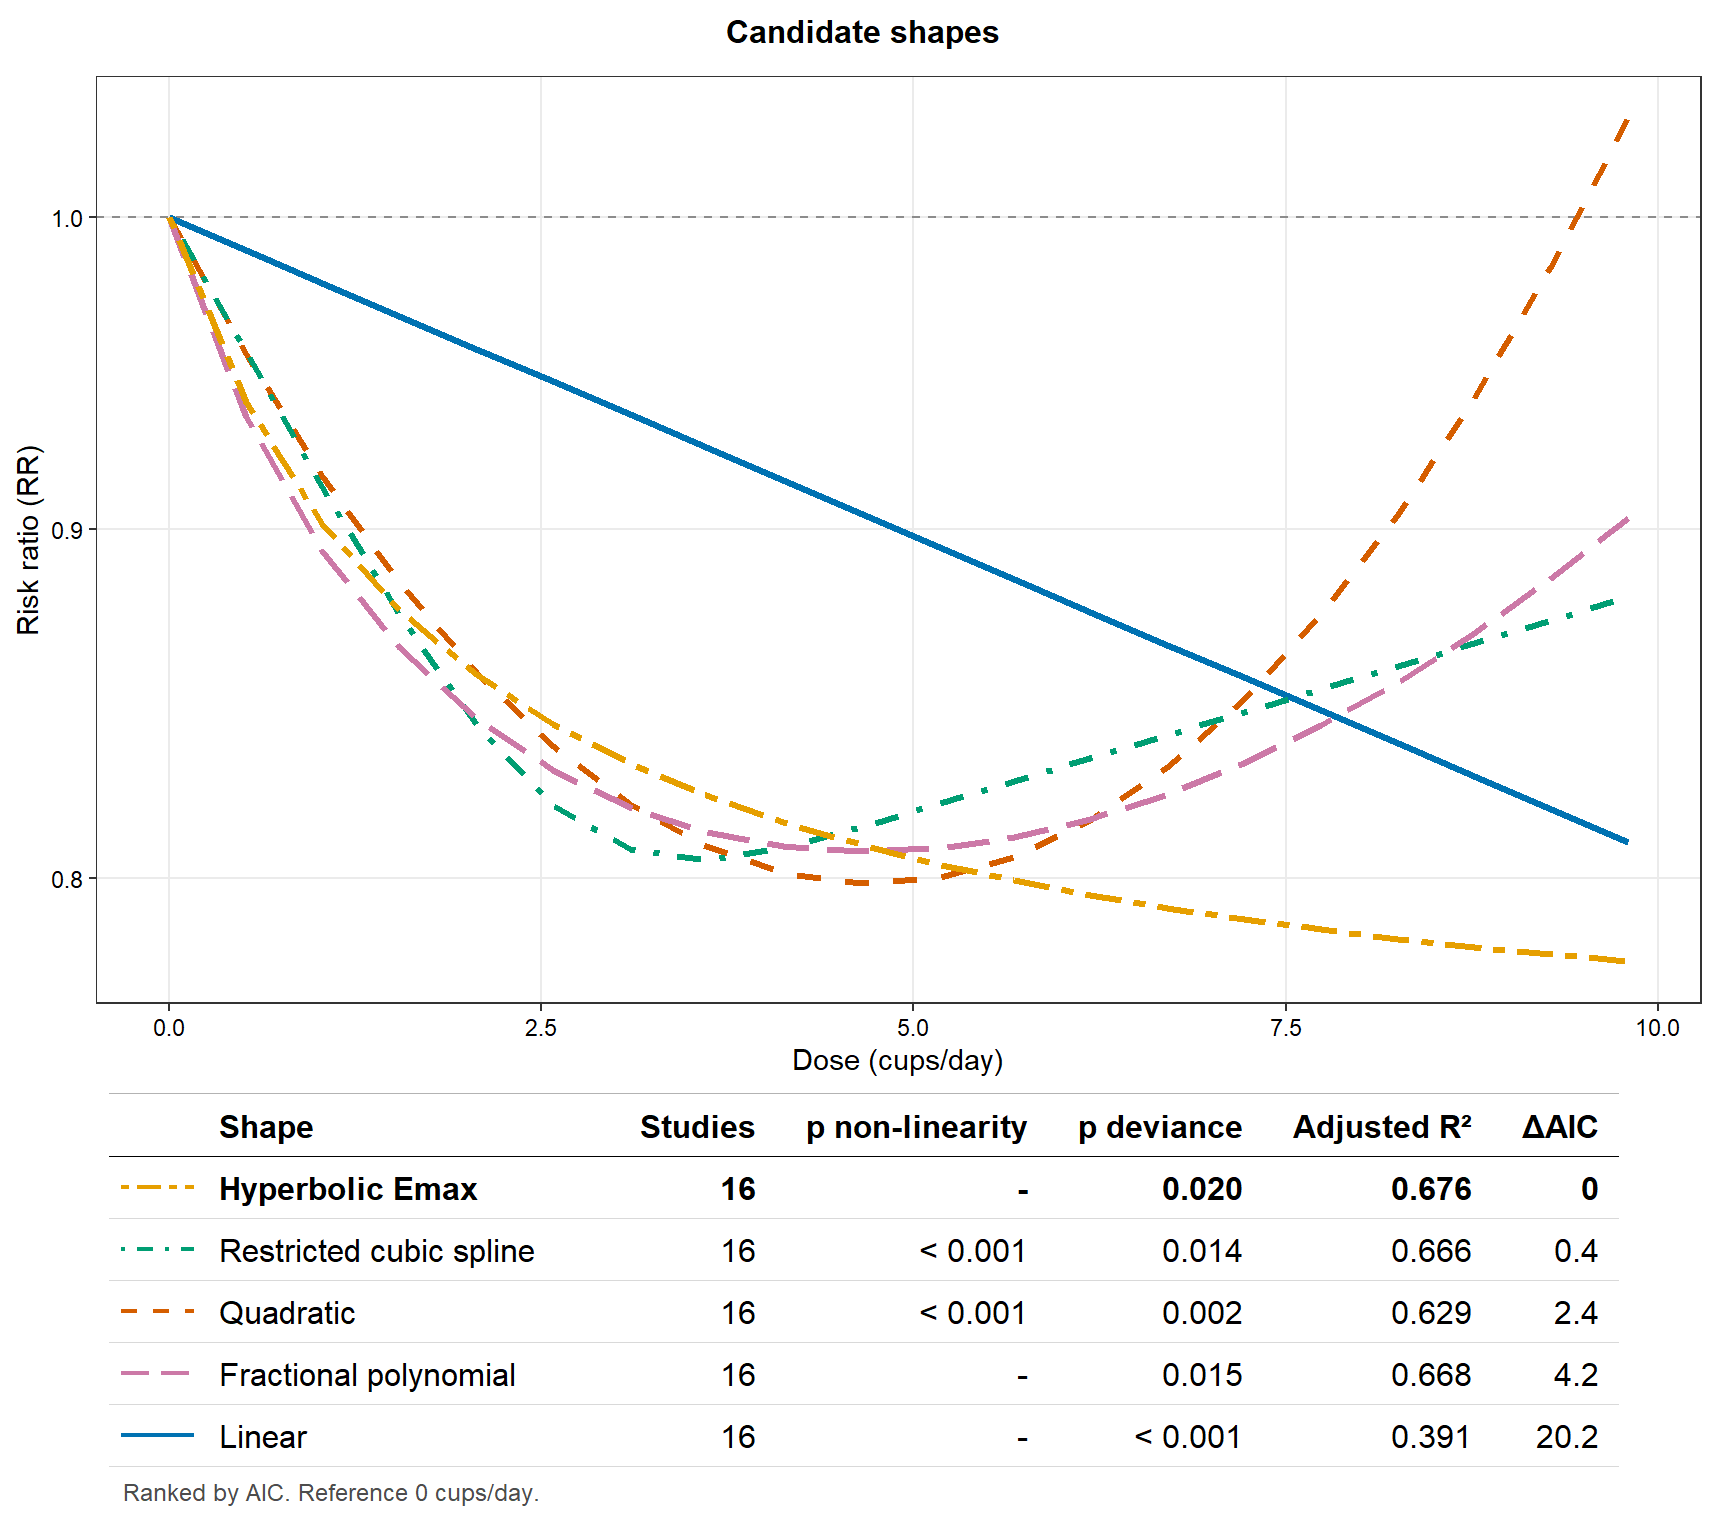 Candidate shapes
1.0
0.9
0.8
Risk ratio (RR)
0.0 2.5 5.0 7.5 10.0
Dose (cups/day)
Shape Studies p non-linearity p deviance Adjusted R² ΔAIC
Hyperbolic Emax 16 - 0.020 0.676 0
Restricted cubic spline 16 < 0.001 0.014 0.666 0.4
Quadratic 16 < 0.001 0.002 0.629 2.4
Fractional polynomial 16 - 0.015 0.668 4.2
Linear 16 - < 0.001 0.391 20.2
Ranked by AIC. Reference 0 cups/day.